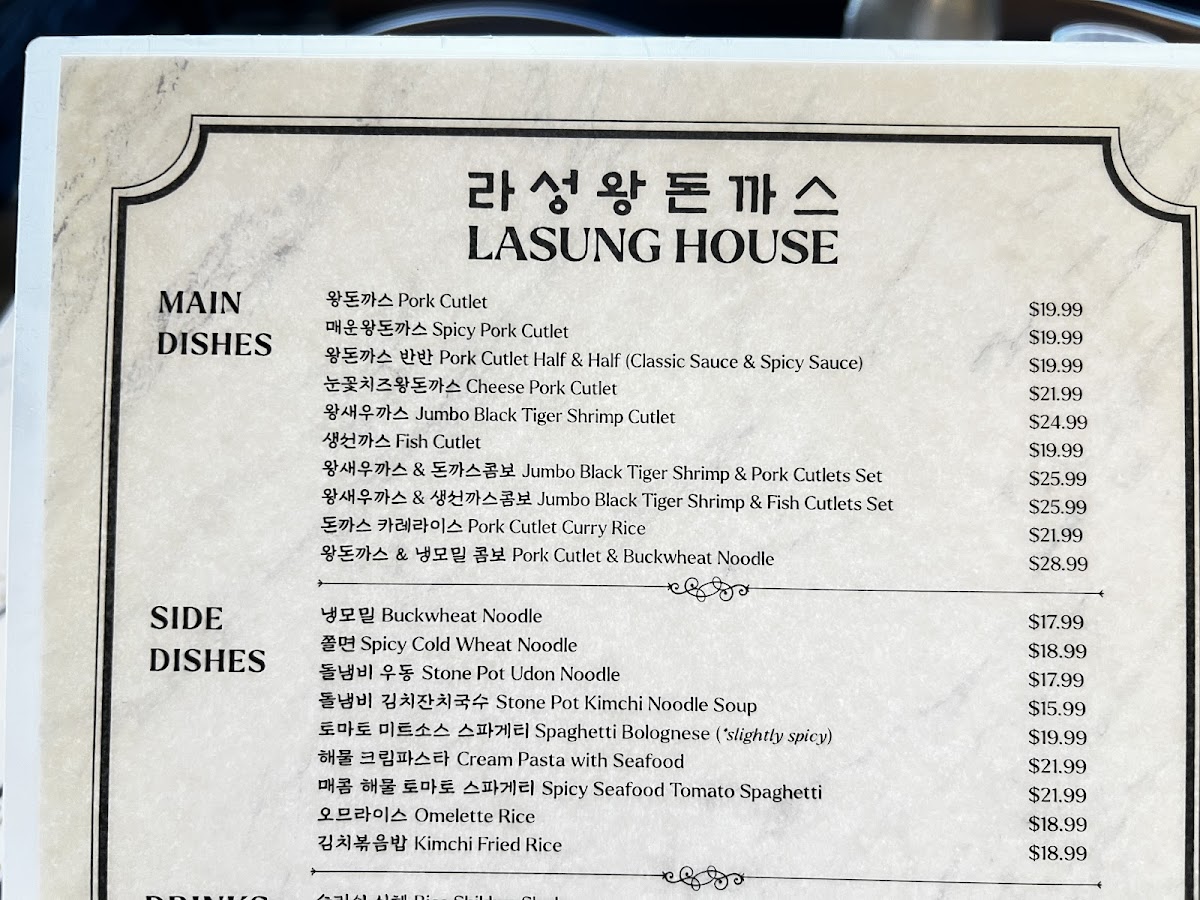 라성왕돈까스
LASUNG HOUSE
MAIN DISHES
왕돈까스 Pork Cutlet $19.99
매운왕돈까스 Spicy Pork Cutlet $19.99
왕돈까스 반반 Pork Cutlet Half & Half (Classic Sauce & Spicy Sauce) $19.99
눈꽃치즈왕돈까스 Cheese Pork Cutlet $21.99
왕새우까스 Jumbo Black Tiger Shrimp Cutlet $24.99
생선까스 Fish Cutlet $19.99
왕새우까스 & 돈까스콤보 Jumbo Black Tiger Shrimp & Pork Cutlets Set $25.99
왕새우까스 & 생선까스콤보 Jumbo Black Tiger Shrimp & Fish Cutlets Set $25.99
돈까스 카레라이스 Pork Cutlet Curry Rice $21.99
왕돈까스 & 냉모밀 콤보 Pork Cutlet & Buckwheat Noodle $28.99
SIDE DISHES
냉모밀 Buckwheat Noodle $17.99
쫄면 Spicy Cold Wheat Noodle $18.99
돌냄비 우동 Stone Pot Udon Noodle $17.99
돌냄비 김치잔치국수 Stone Pot Kimchi Noodle Soup $15.99
토마토 미트소스 스파게티 Spaghetti Bolognese (*slightly spicy) $19.99
해물 크림파스타 Cream Pasta with Seafood $21.99
매콤 해물 토마토 스파게티 Spicy Seafood Tomato Spaghetti $21.99
오므라이스 Omelette Rice $18.99
김치볶음밥 Kimchi Fried Rice $18.99
DRINKS